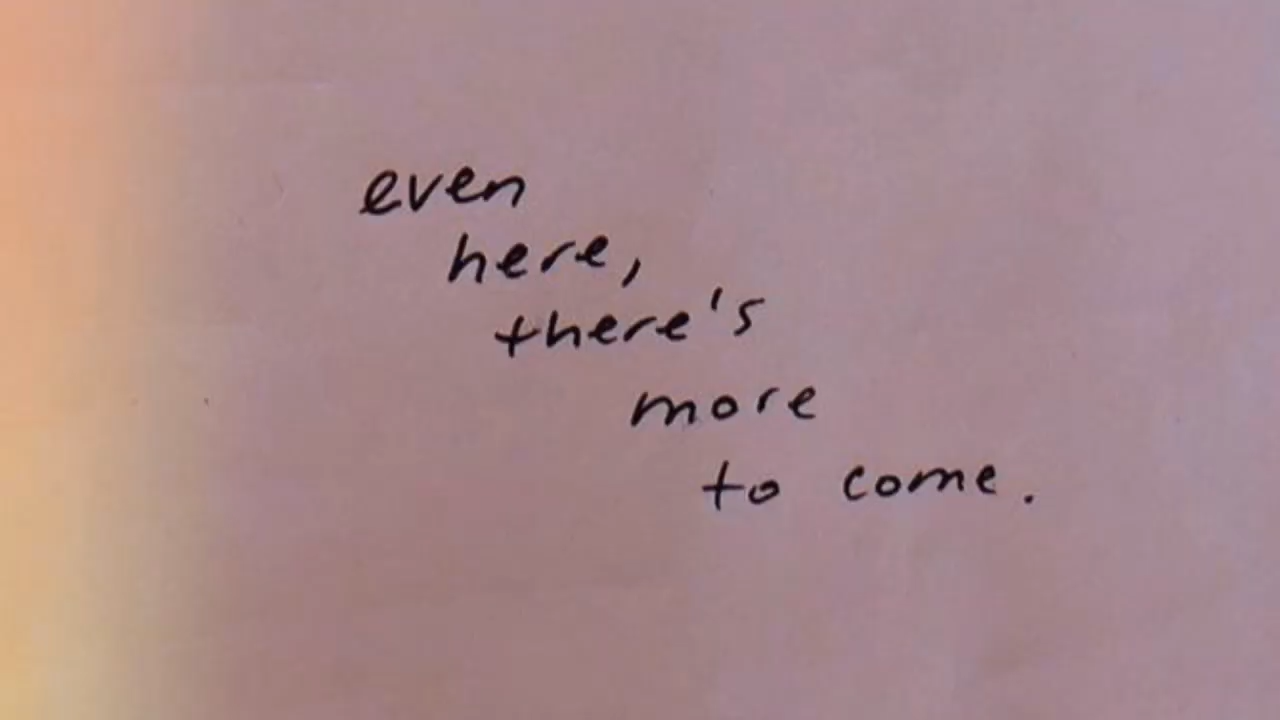 even
here,
there's
more
to come.